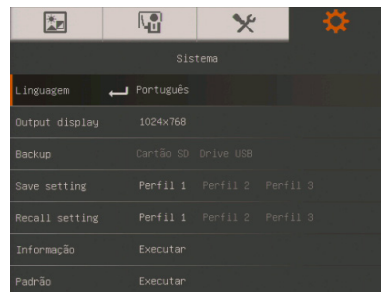 Sistema
Linguagem Português
Output display 1024x768
Backup Cartão SD Drive USB
Save setting Perfil 1 Perfil 2 Perfil 3
Recall setting Perfil 1 Perfil 2 Perfil 3
Informação Executar
Padrão Executar